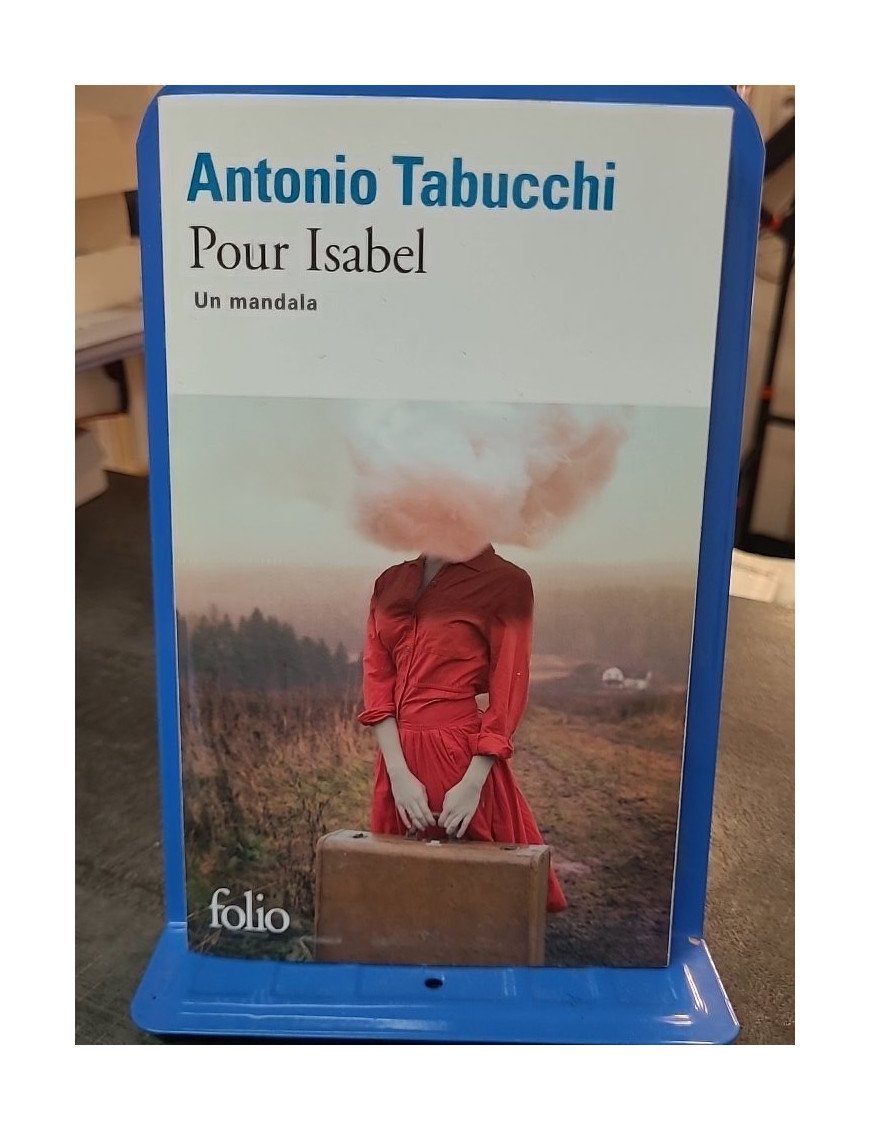 Antonio Tabucchi
Pour Isabel
Un mandala
folio